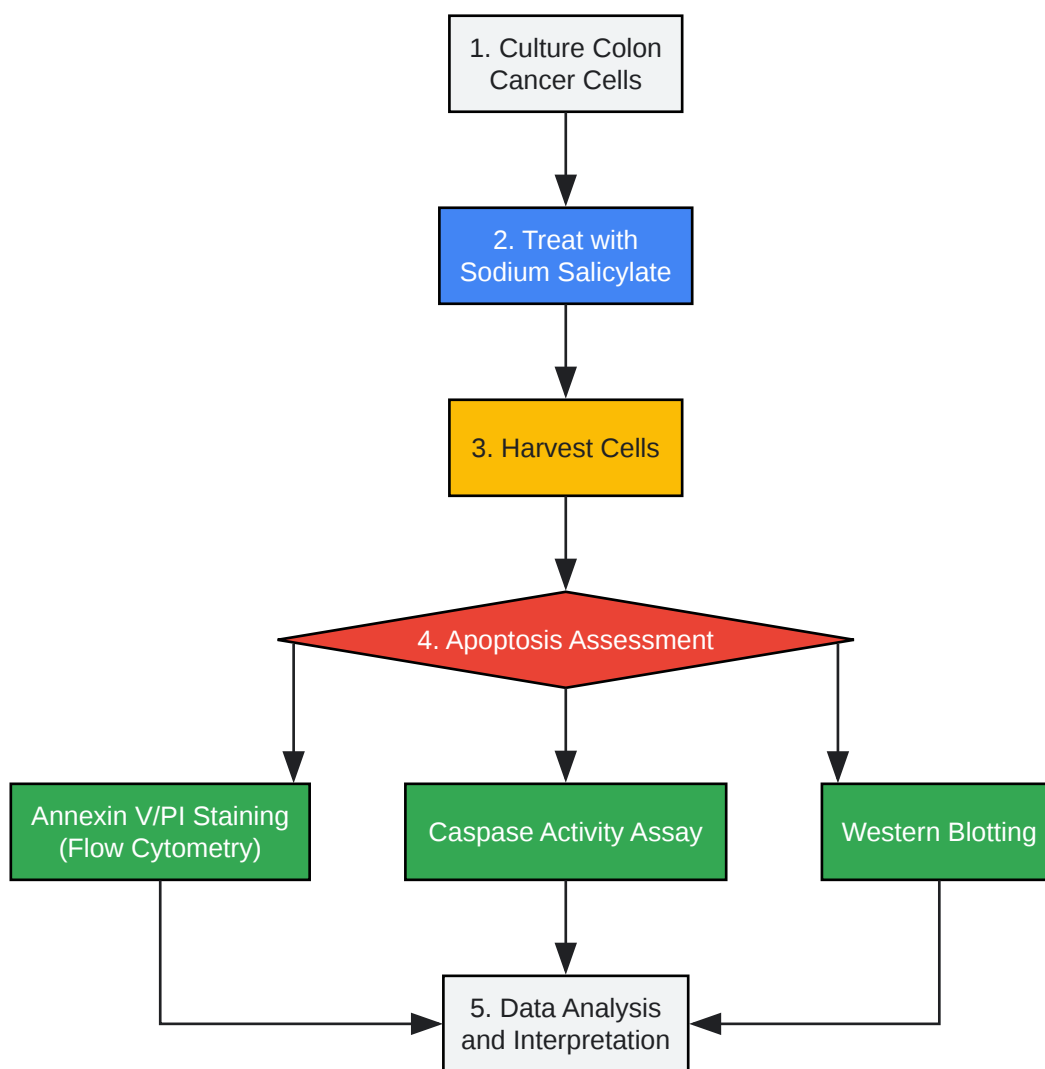 1. Culture Colon
Cancer Cells
2. Treat with
Sodium Salicylate
3. Harvest Cells
4. Apoptosis Assessment
Annexin V/PI Staining
(Flow Cytometry)
Caspase Activity Assay
Western Blotting
5. Data Analysis
and Interpretation